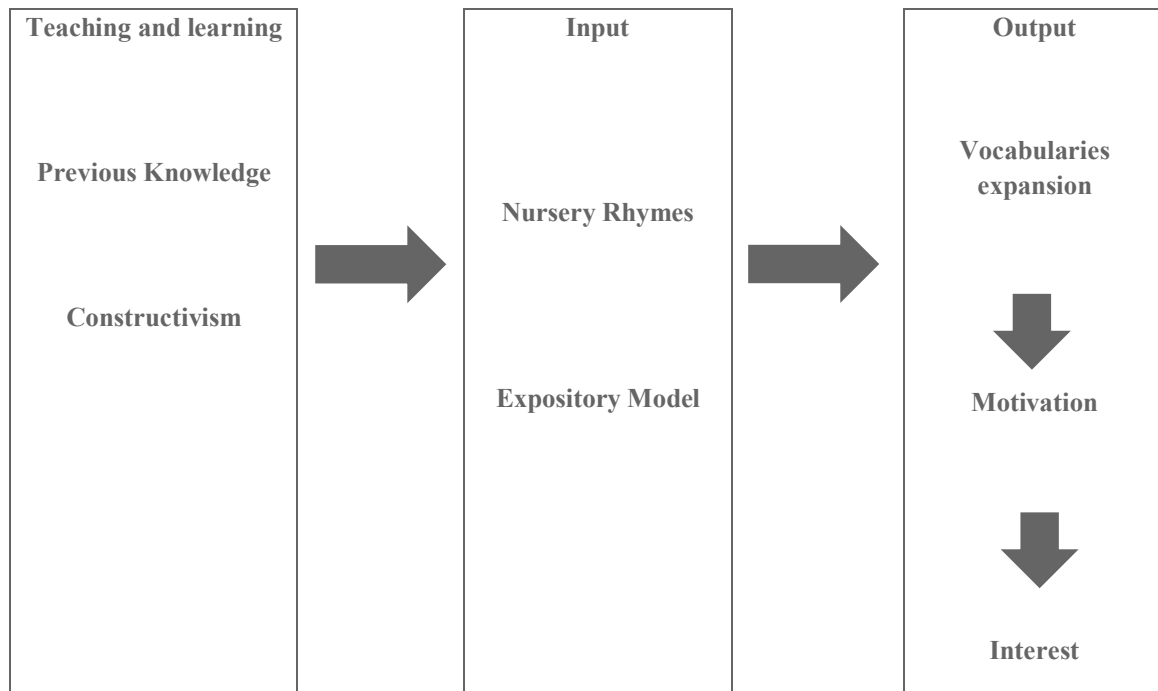 Teaching and learning
Previous Knowledge
Constructivism
Input
Nursery Rhymes
Expository Model
Output
Vocabularies
expansion
Motivation
Interest